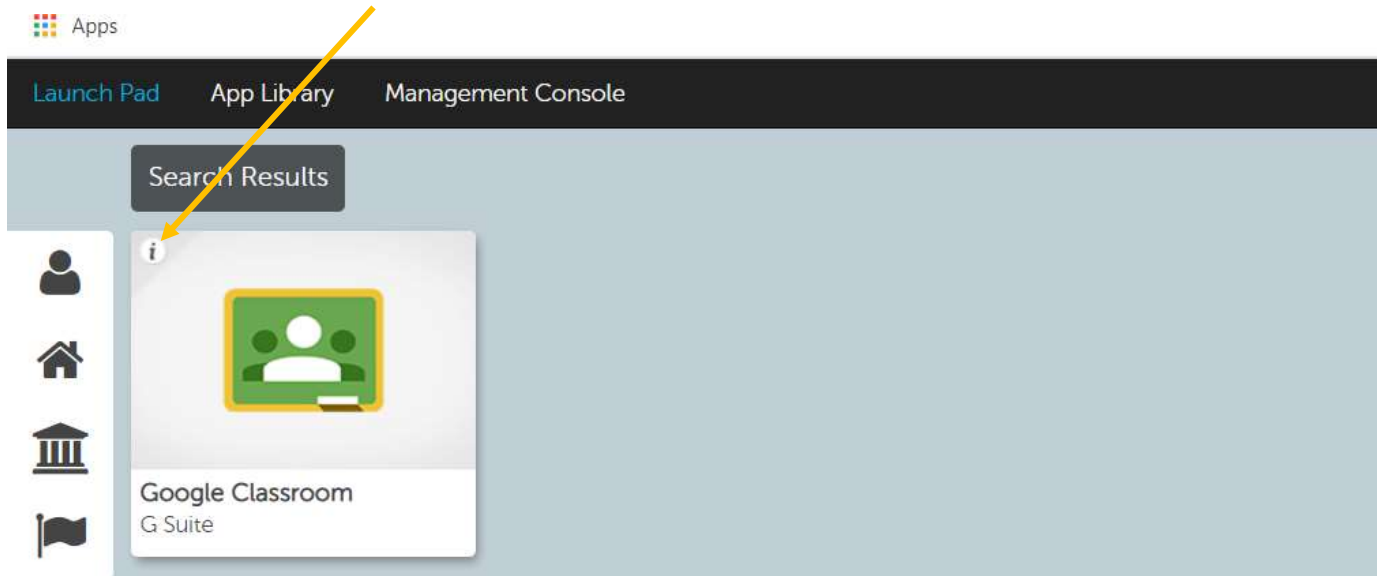 Apps
Launch Pad App Library Management Console
Search Results
i
Google Classroom
G Suite